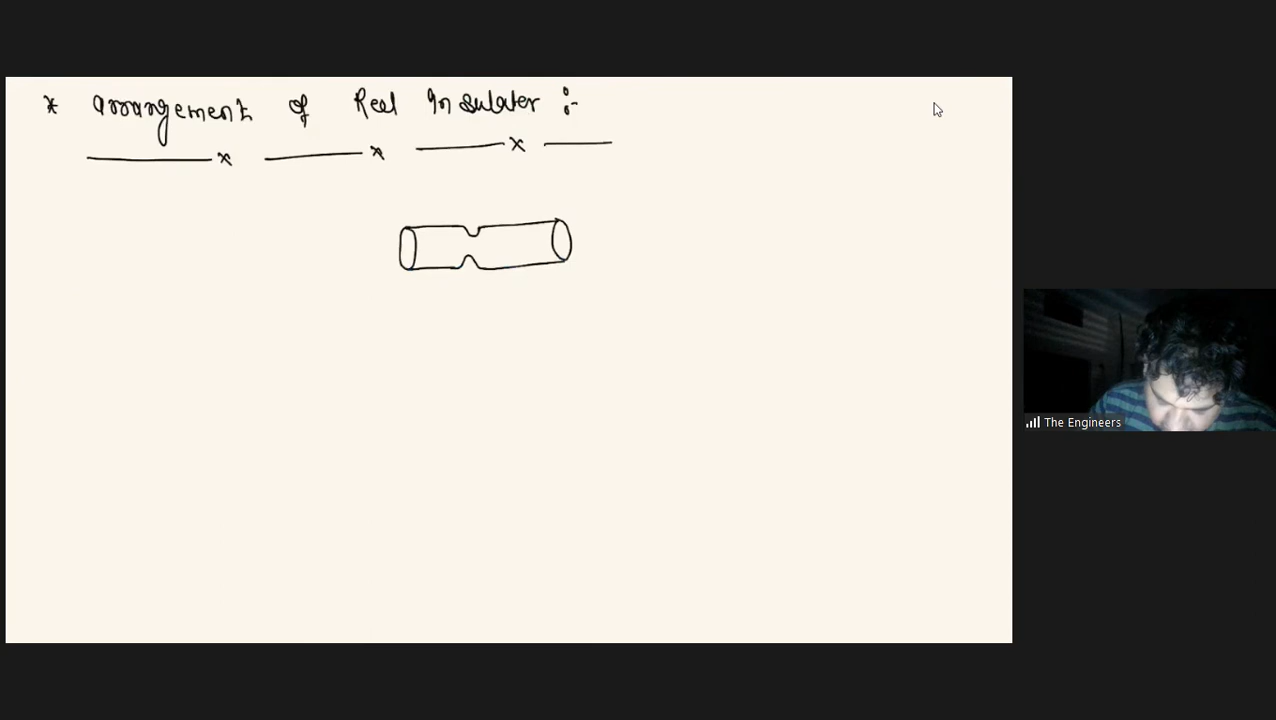 * arrangement of Reel Insulater :-
The Engineers